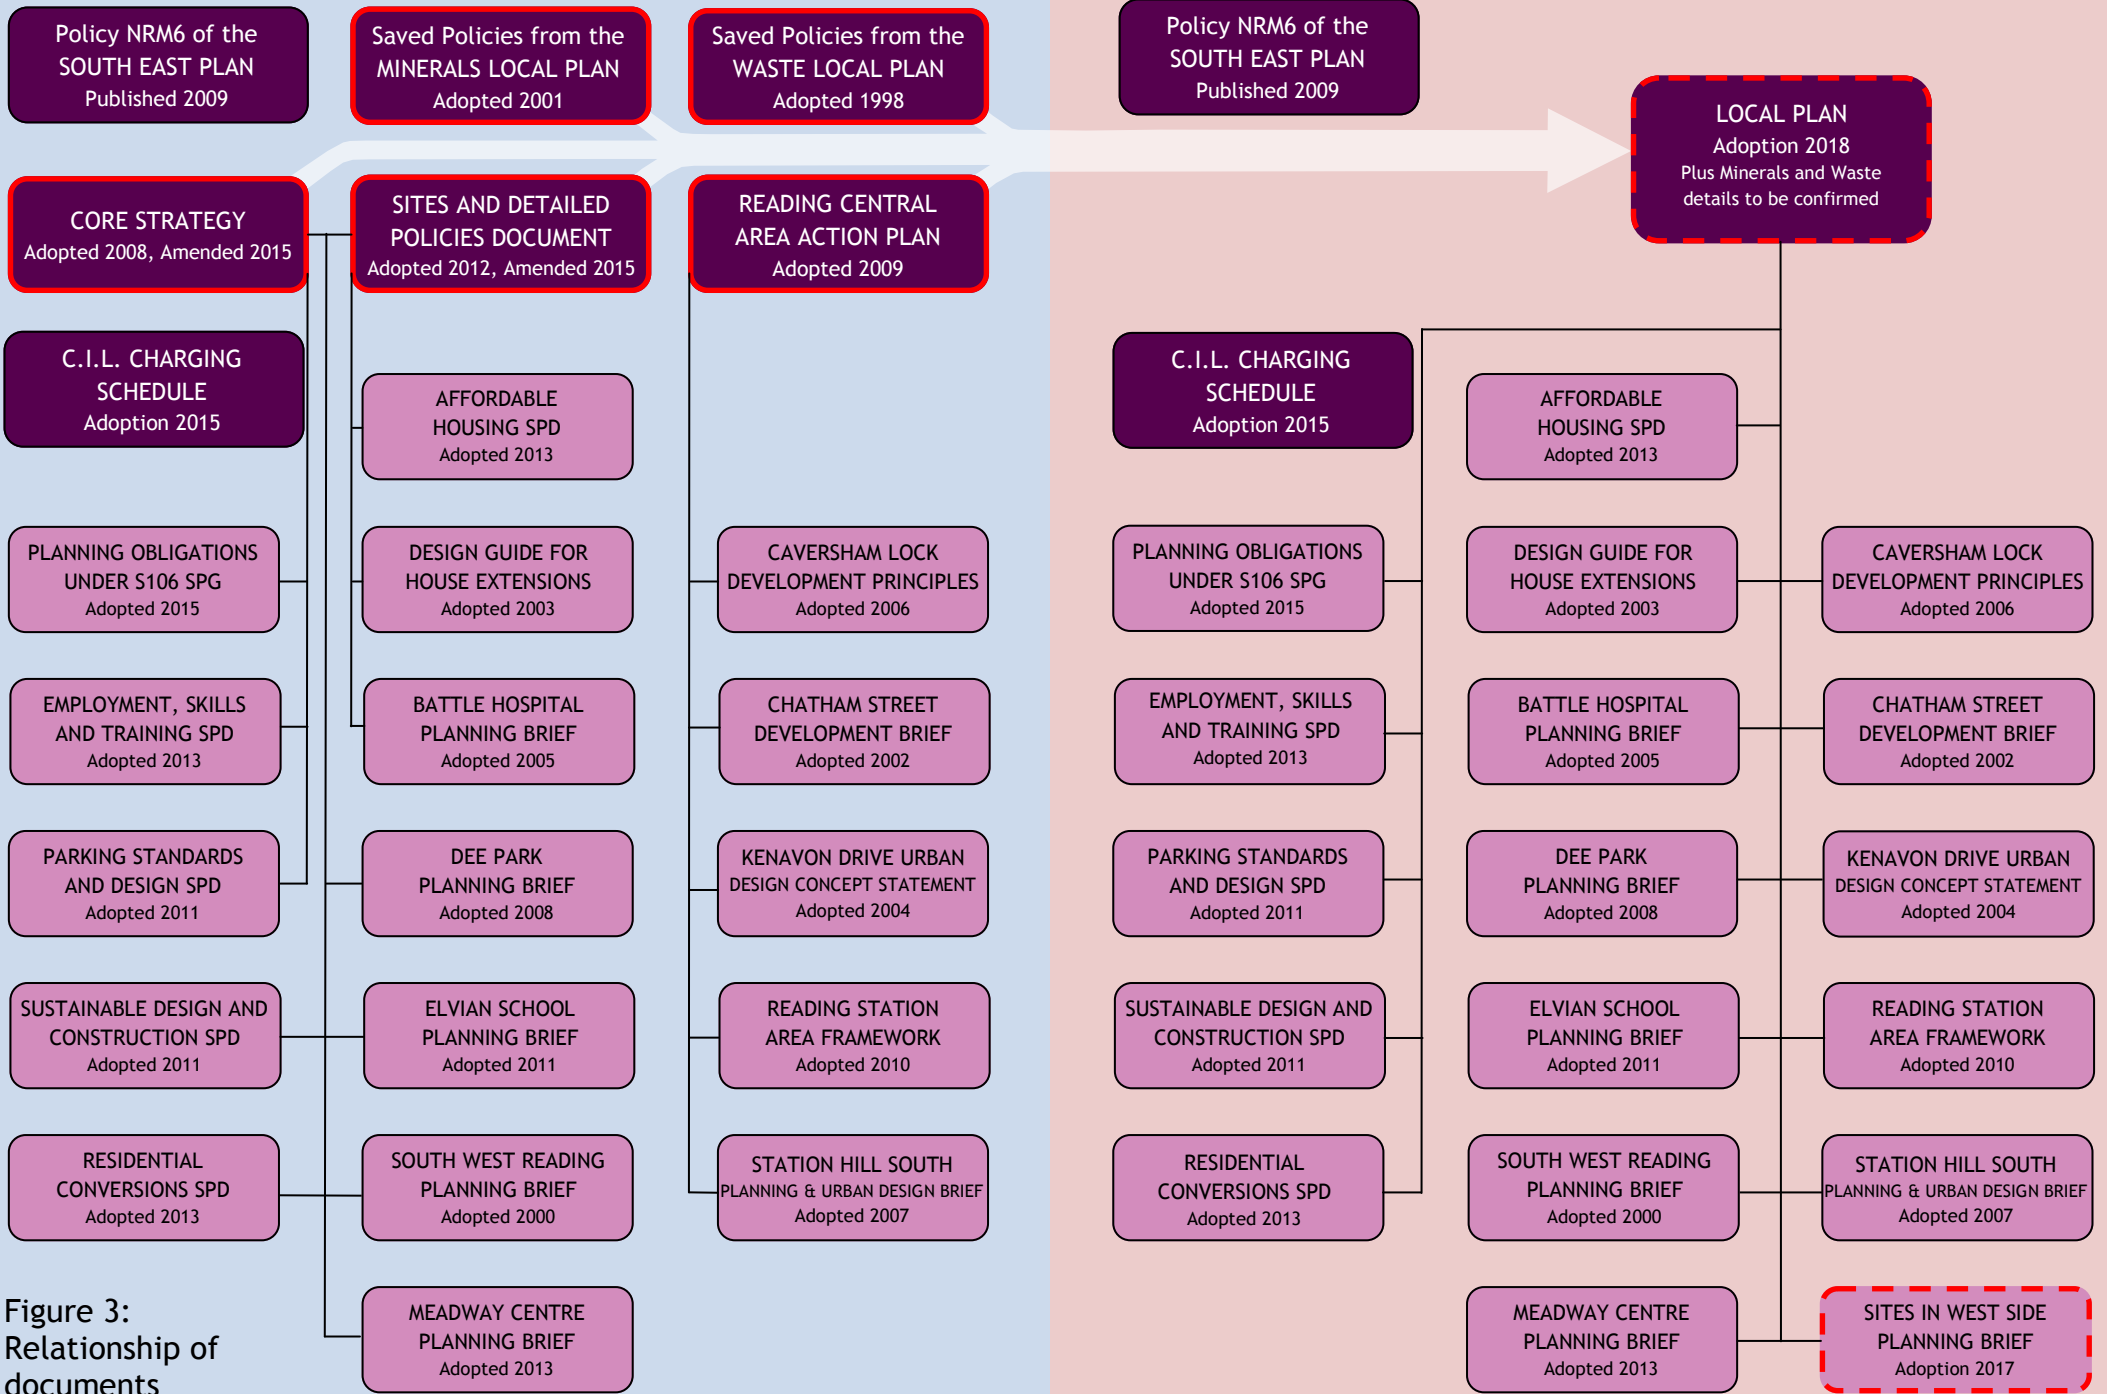 Policy NRM6 of the
SOUTH EAST PLAN
Published 2009
Saved Policies from the
MINERALS LOCAL PLAN
Adopted 2001
Saved Policies from the
WASTE LOCAL PLAN
Adopted 1998
CORE STRATEGY
Adopted 2008, Amended 2015
SITES AND DETAILED
POLICIES DOCUMENT
Adopted 2012, Amended 2015
READING CENTRAL
AREA ACTION PLAN
Adopted 2009
C.I.L. CHARGING
SCHEDULE
Adoption 2015
AFFORDABLE
HOUSING SPD
Adopted 2013
PLANNING OBLIGATIONS
UNDER S106 SPG
Adopted 2015
DESIGN GUIDE FOR
HOUSE EXTENSIONS
Adopted 2003
CAVERSHAM LOCK
DEVELOPMENT PRINCIPLES
Adopted 2006
EMPLOYMENT, SKILLS
AND TRAINING SPD
Adopted 2013
BATTLE HOSPITAL
PLANNING BRIEF
Adopted 2005
CHATHAM STREET
DEVELOPMENT BRIEF
Adopted 2002
PARKING STANDARDS
AND DESIGN SPD
Adopted 2011
DEE PARK
PLANNING BRIEF
Adopted 2008
KENAVON DRIVE URBAN
DESIGN CONCEPT STATEMENT
Adopted 2004
SUSTAINABLE DESIGN AND
CONSTRUCTION SPD
Adopted 2011
ELVIAN SCHOOL
PLANNING BRIEF
Adopted 2011
READING STATION
AREA FRAMEWORK
Adopted 2010
RESIDENTIAL
CONVERSIONS SPD
Adopted 2013
SOUTH WEST READING
PLANNING BRIEF
Adopted 2000
STATION HILL SOUTH
PLANNING & URBAN DESIGN BRIEF
Adopted 2007
MEADWAY CENTRE
PLANNING BRIEF
Adopted 2013
Figure 3:
Relationship of
documents
Policy NRM6 of the
SOUTH EAST PLAN
Published 2009
LOCAL PLAN
Adoption 2018
Plus Minerals and Waste
details to be confirmed
C.I.L. CHARGING
SCHEDULE
Adoption 2015
AFFORDABLE
HOUSING SPD
Adopted 2013
PLANNING OBLIGATIONS
UNDER S106 SPG
Adopted 2015
DESIGN GUIDE FOR
HOUSE EXTENSIONS
Adopted 2003
CAVERSHAM LOCK
DEVELOPMENT PRINCIPLES
Adopted 2006
EMPLOYMENT, SKILLS
AND TRAINING SPD
Adopted 2013
BATTLE HOSPITAL
PLANNING BRIEF
Adopted 2005
CHATHAM STREET
DEVELOPMENT BRIEF
Adopted 2002
PARKING STANDARDS
AND DESIGN SPD
Adopted 2011
DEE PARK
PLANNING BRIEF
Adopted 2008
KENAVON DRIVE URBAN
DESIGN CONCEPT STATEMENT
Adopted 2004
SUSTAINABLE DESIGN AND
CONSTRUCTION SPD
Adopted 2011
ELVIAN SCHOOL
PLANNING BRIEF
Adopted 2011
READING STATION
AREA FRAMEWORK
Adopted 2010
RESIDENTIAL
CONVERSIONS SPD
Adopted 2013
SOUTH WEST READING
PLANNING BRIEF
Adopted 2000
STATION HILL SOUTH
PLANNING & URBAN DESIGN BRIEF
Adopted 2007
MEADWAY CENTRE
PLANNING BRIEF
Adopted 2013
SITES IN WEST SIDE
PLANNING BRIEF
Adoption 2017